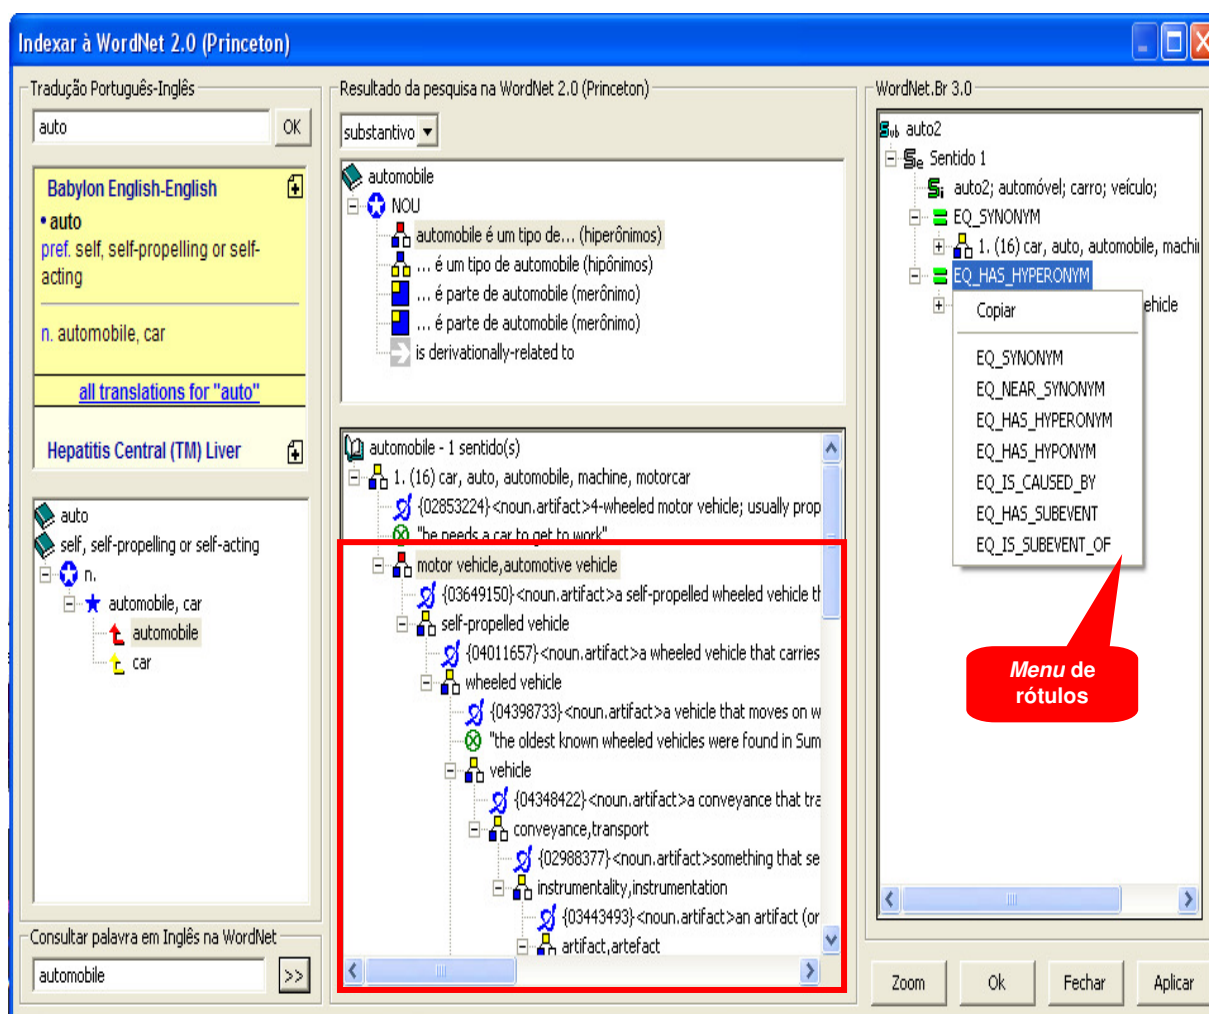 Indexar à WordNet 2.0 (Princeton)
Tradução Português-Inglês
auto
OK
Babylon English-English
• auto
pref. self, self-propelling or self-
acting
n. automobile, car
all translations for "auto"
Hepatitis Central (TM) Liver
auto
self, self-propelling or self-acting
n.
automobile, car
automobile
car
Consultar palavra em Inglês na WordNet
automobile
>>
Resultado da pesquisa na WordNet 2.0 (Princeton)
substantivo
automobile
NOU
automobile é um tipo de... (hiperônimos)
... é um tipo de automobile (hipônimos)
... é parte de automobile (merônimo)
... é parte de automobile (merônimo)
is derivationally-related to
automobile - 1 sentido(s)
1. (16) car, auto, automobile, machine, motorcar
{02853224}<noun.artifact>4-wheeled motor vehicle; usually prop
"he needs a car to get to work"
motor vehicle,automotive vehicle
{03649150}<noun.artifact>a self-propelled wheeled vehicle th
self-propelled vehicle
{04011657}<noun.artifact>a wheeled vehicle that carries
wheeled vehicle
{04398733}<noun.artifact>a vehicle that moves on w
"the oldest known wheeled vehicles were found in Sum
vehicle
{04348422}<noun.artifact>a conveyance that tra
conveyance,transport
{02988377}<noun.artifact>something that se
instrumentality,instrumentation
{03443493}<noun.artifact>an artifact (or
artifact,artefact
WordNet.Br 3.0
Sub auto2
Se Sentido 1
Si auto2; automóvel; carro; veículo;
EQ_SYNONYM
1. (16) car, auto, automobile, machin
EQ_HAS_HYPERONYM
ehicle
Copiar
EQ_SYNONYM
EQ_NEAR_SYNONYM
EQ_HAS_HYPERONYM
EQ_HAS_HYPONYM
EQ_IS_CAUSED_BY
EQ_HAS_SUBEVENT
EQ_IS_SUBEVENT_OF
Menu de
rótulos
Zoom
Ok
Fechar
Aplicar